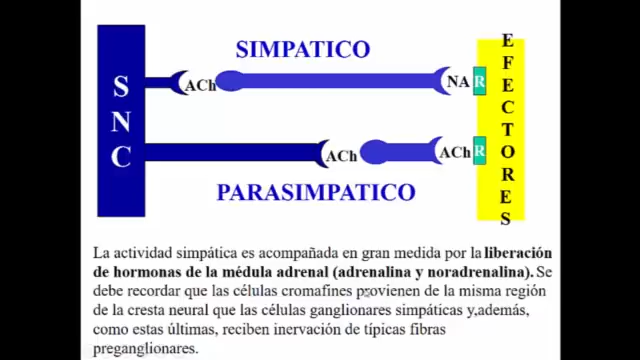 SIMPATICO
SNC
ACh
NA
R
EFECTORES
ACh
ACh
R
PARASIMPATICO
La actividad simpática es acompañada en gran medida por la liberación
de hormonas de la médula adrenal (adrenalina y noradrenalina). Se
debe recordar que las células cromafines provienen de la misma región
de la cresta neural que las células ganglionares simpáticas y,además,
como estas últimas, reciben inervación de típicas fibras
preganglionares.